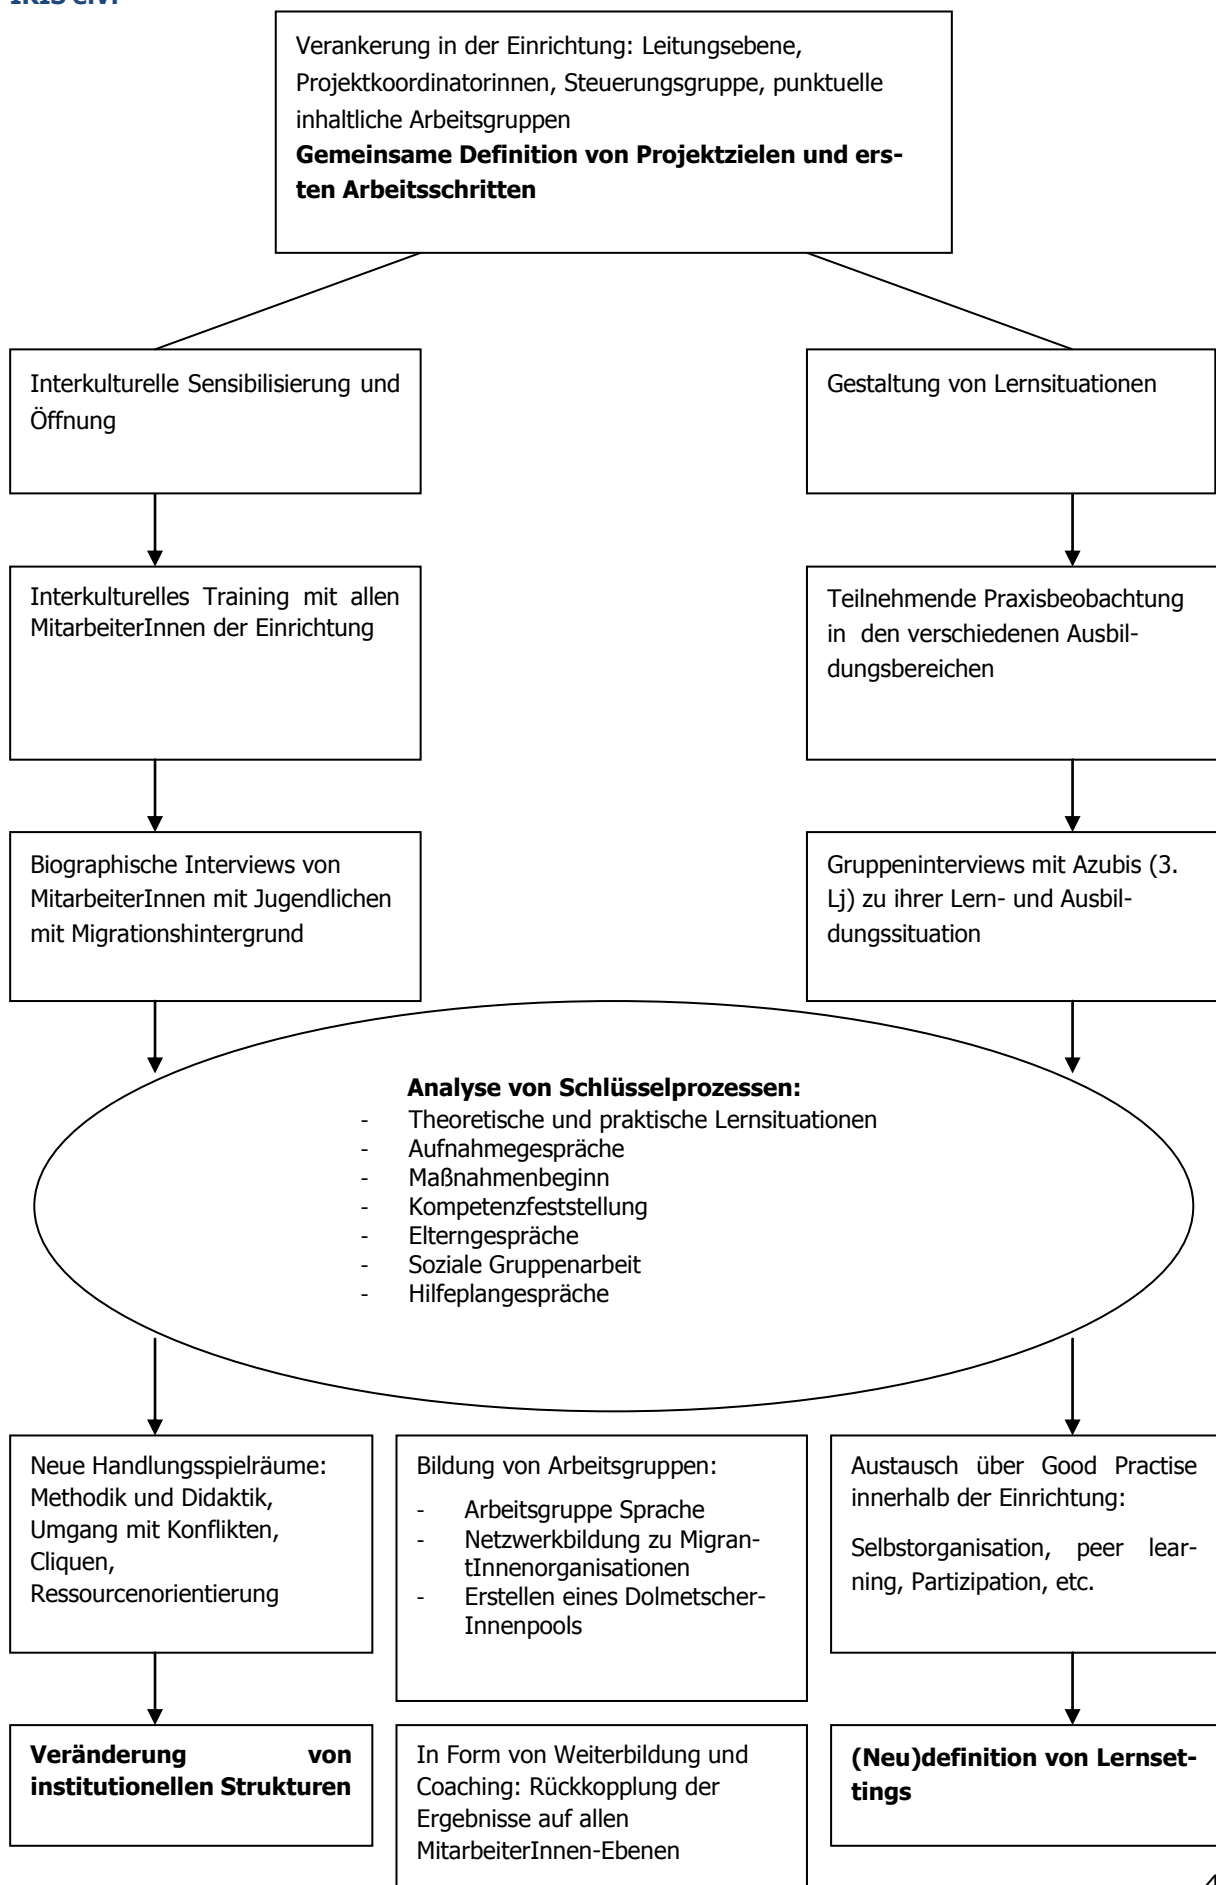 IRIS e.V.
Verankerung in der Einrichtung: Leitungsebene,
Projektkoordinatorinnen, Steuerungsgruppe, punktuelle
inhaltliche Arbeitsgruppen
Gemeinsame Definition von Projektzielen und ers-
ten Arbeitsschritten
Interkulturelle Sensibilisierung und
Öffnung
Gestaltung von Lernsituationen
Interkulturelles Training mit allen
MitarbeiterInnen der Einrichtung
Teilnehmende Praxisbeobachtung
in den verschiedenen Ausbil-
dungsbereichen
Biographische Interviews von
MitarbeiterInnen mit Jugendlichen
mit Migrationshintergrund
Gruppeninterviews mit Azubis (3.
Lj) zu ihrer Lern- und Ausbil-
dungssituation
Analyse von Schlüsselprozessen:
- Theoretische und praktische Lernsituationen
- Aufnahmegespräche
- Maßnahmenbeginn
- Kompetenzfeststellung
- Elterngespräche
- Soziale Gruppenarbeit
- Hilfeplangespräche
Neue Handlungsspielräume:
Methodik und Didaktik,
Umgang mit Konflikten,
Cliquen,
Ressourcenorientierung
Bildung von Arbeitsgruppen:
- Arbeitsgruppe Sprache
- Netzwerkbildung zu Migran-
tInnenorganisationen
- Erstellen eines Dolmetscher-
Innenpools
Austausch über Good Practise
innerhalb der Einrichtung:
Selbstorganisation, peer lear-
ning, Partizipation, etc.
Veränderung von
institutionellen Strukturen
In Form von Weiterbildung und
Coaching: Rückkopplung der
Ergebnisse auf allen
MitarbeiterInnen-Ebenen
(Neu)definition von Lernset-
tings